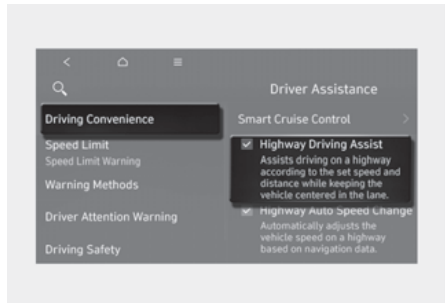 Driver Assistance
Driving Convenience
Speed Limit
Speed Limit Warning
Warning Methods
Driver Attention Warning
Driving Safety
Smart Cruise Control
Highway Driving Assist
Assists driving on a highway
according to the set speed and
distance while keeping the
vehicle centered in the lane.
Highway Auto Speed Change
Automatically adjusts the
vehicle speed on a highway
based on navigation data.